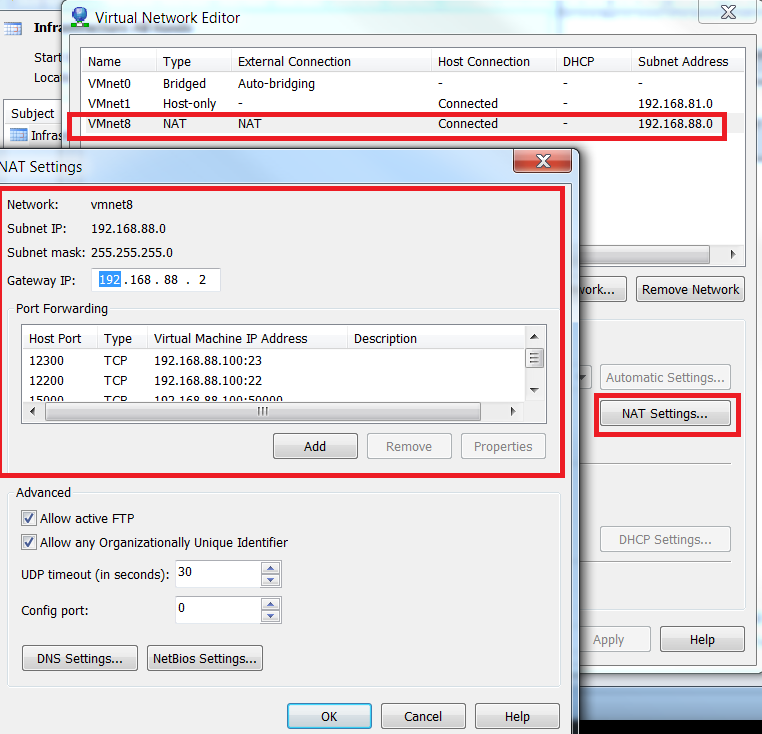 Virtual Network Editor
Infra
Start
Loca
Subject
Infras
Name Type External Connection Host Connection DHCP Subnet Address
VMnet0 Bridged Auto-bridging - - -
VMnet1 Host-only - Connected - 192.168.81.0
VMnet8 NAT NAT Connected - 192.168.88.0
NAT Settings
Network: vmnet8
Subnet IP: 192.168.88.0
Subnet mask: 255.255.255.0
Gateway IP: 192 . 168 . 88 . 2
Port Forwarding
Host Port Type Virtual Machine IP Address Description
12300 TCP 192.168.88.100:23
12200 TCP 192.168.88.100:22
15000 TCP 192.168.88.100:50000
Add Remove Properties
Advanced
Allow active FTP
Allow any Organizationally Unique Identifier
UDP timeout (in seconds): 30
Config port: 0
DNS Settings... NetBios Settings...
OK Cancel Help
work... Remove Network
Automatic Settings...
NAT Settings...
DHCP Settings...
Apply Help